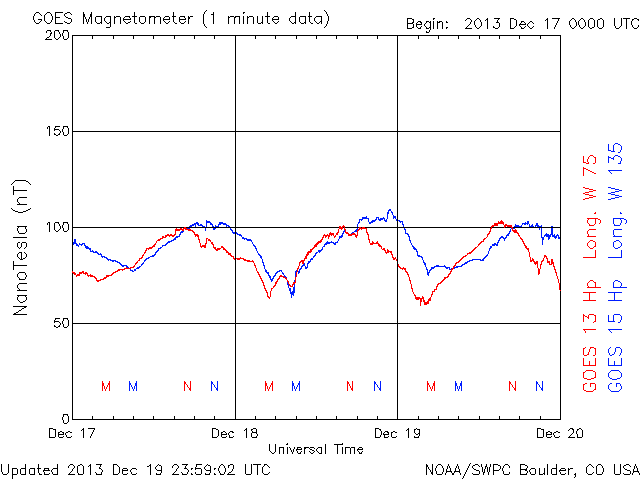 GOES Magnetometer (1 minute data)
Begin: 2013 Dec 17 0000 UTC
200
150
100
50
0
NanoTesla (nT)
M M N N M M N N M M N N
Dec 17 Dec 18 Dec 19 Dec 20
Universal Time
GOES 13 Hp Long. W 75
GOES 15 Hp Long. W 135
Updated 2013 Dec 19 23:59:02 UTC
NOAA/SWPC Boulder, CO USA